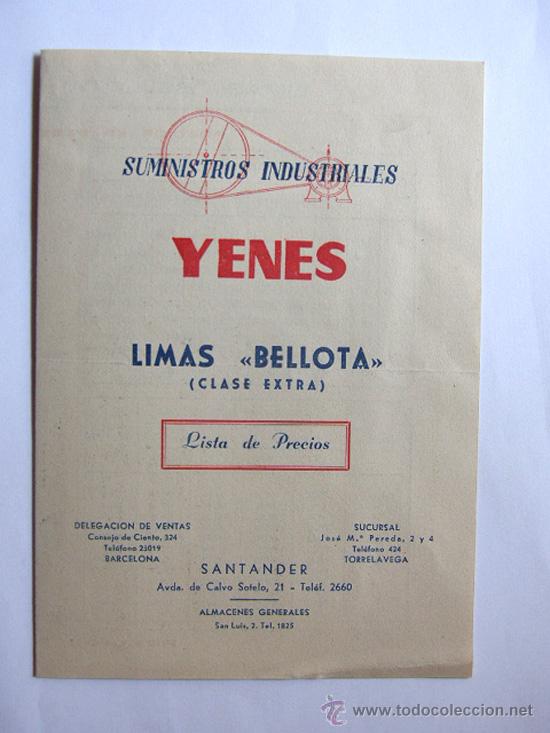 SUMINISTROS INDUSTRIALES
YENES
LIMAS «BELLOTA»
(CLASE EXTRA)
Lista de Precios
DELEGACION DE VENTAS
Consejo de Ciento, 324
Teléfono 25019
BARCELONA
SUCURSAL
José M.ª Pereda, 2 y 4
Teléfono 424
TORRELAVEGA
SANTANDER
Avda. de Calvo Sotelo, 21 - Teléf. 2660
ALMACENES GENERALES
San Luis, 2. Tel. 1825
www.todocoleccion.net